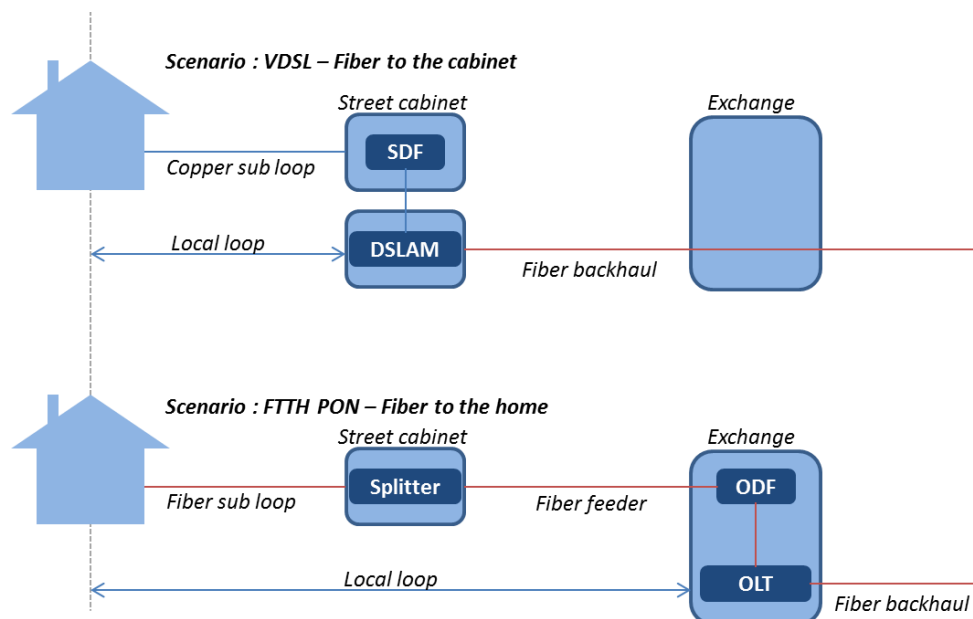 Scenario : VDSL – Fiber to the cabinet
Street cabinet
Exchange
SDF
Copper sub loop
Local loop
DSLAM
Fiber backhaul
Scenario : FTTH PON – Fiber to the home
Street cabinet
Exchange
Splitter
ODF
Fiber sub loop
Fiber feeder
Local loop
OLT
Fiber backhaul